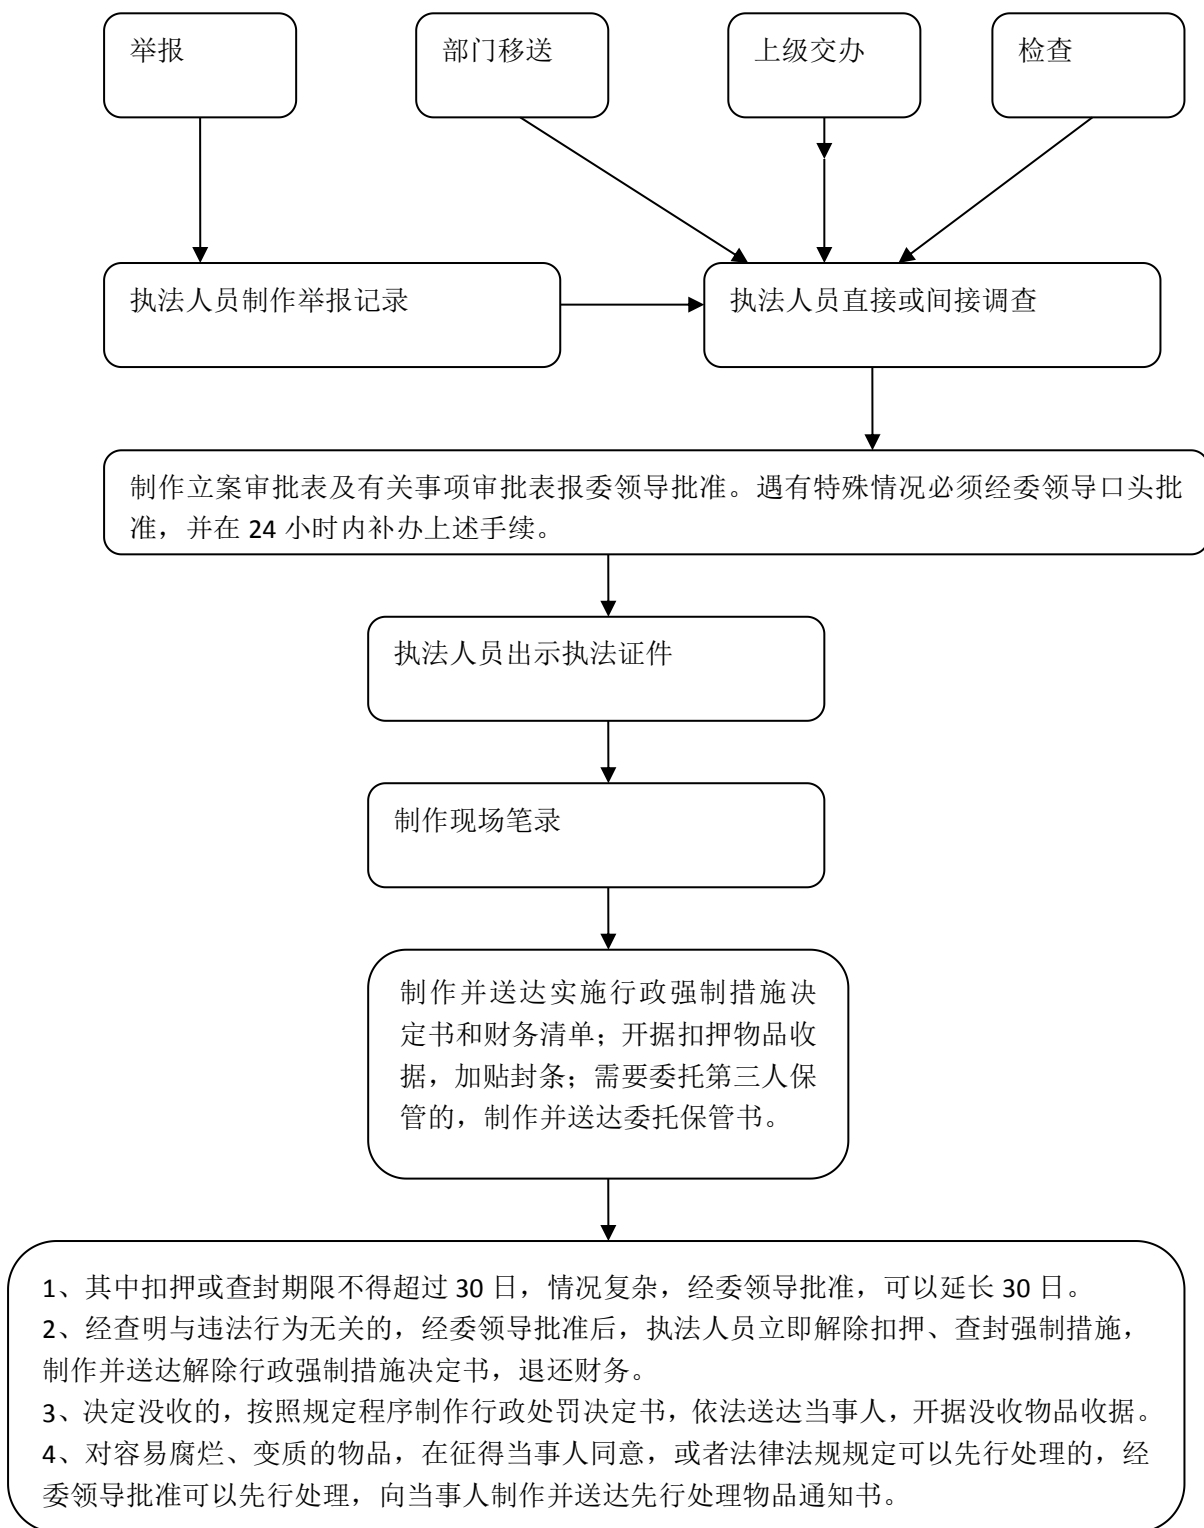 举报
部门移送
上级交办
检查
执法人员制作举报记录
执法人员直接或间接调查
制作立案审批表及有关事项审批表报委领导批准。遇有特殊情况必须经委领导口头批
准，并在 24 小时内补办上述手续。
执法人员出示执法证件
制作现场笔录
制作并送达实施行政强制措施决
定书和财务清单；开据扣押物品收
据，加贴封条；需要委托第三人保
管的，制作并送达委托保管书。
1、其中扣押或查封期限不得超过 30 日，情况复杂，经委领导批准，可以延长 30 日。
2、经查明与违法行为无关的，经委领导批准后，执法人员立即解除扣押、查封强制措施，
制作并送达解除行政强制措施决定书，退还财务。
3、决定没收的，按照规定程序制作行政处罚决定书，依法送达当事人，开据没收物品收据。
4、对容易腐烂、变质的物品，在征得当事人同意，或者法律法规规定可以先行处理的，经
委领导批准可以先行处理，向当事人制作并送达先行处理物品通知书。